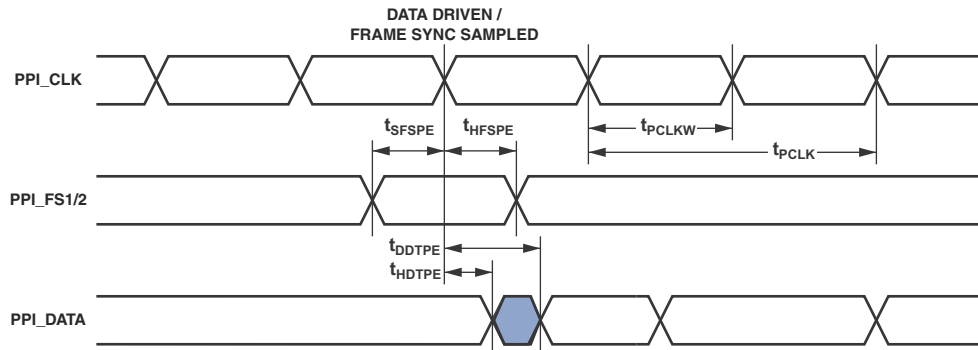 DATA DRIVEN /
FRAME SYNC SAMPLED
PPI_CLK
tSFSPE
tHFSPE
tPCLKW
tPCLK
PPI_FS1/2
tDDTPE
tHDTPE
PPI_DATA